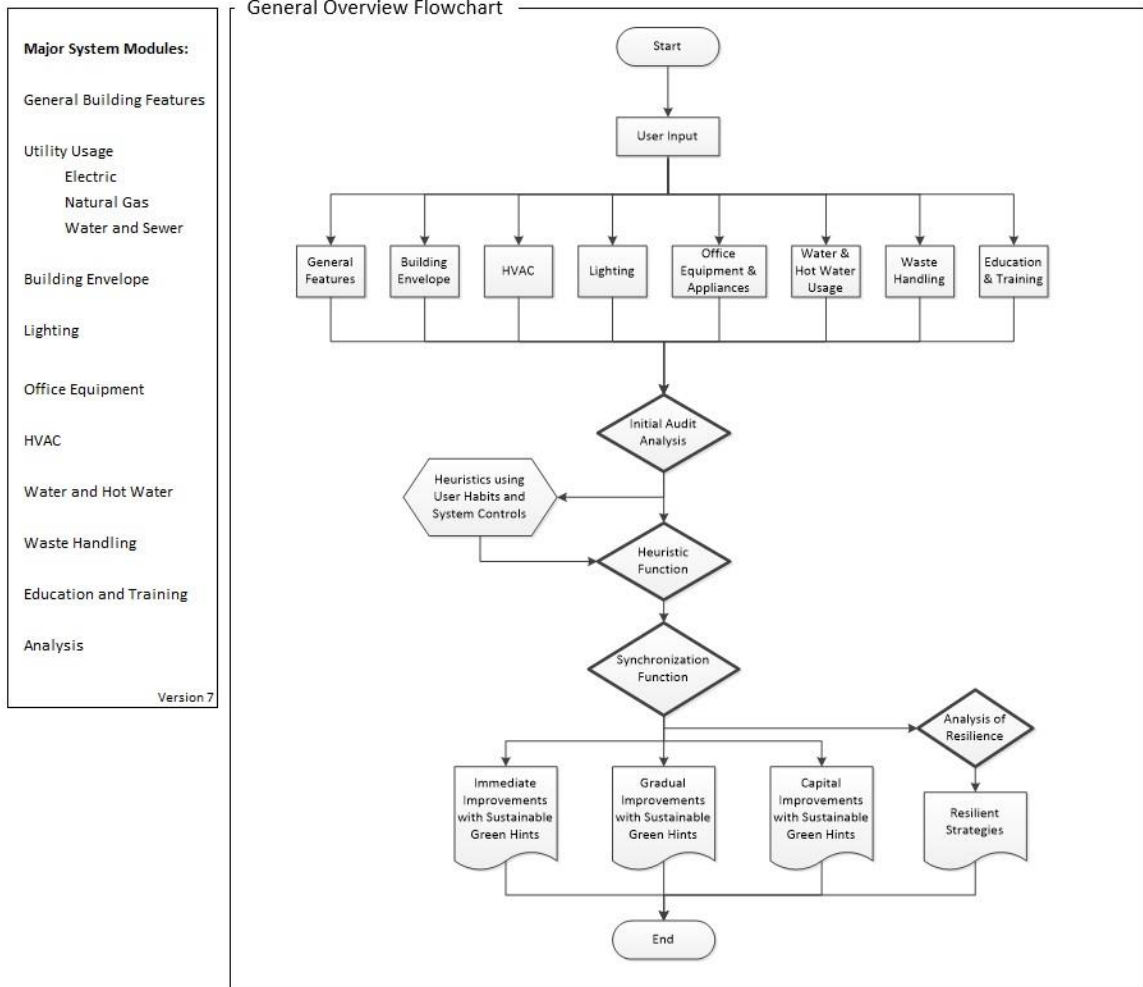 General Overview Flowchart
Major System Modules:
General Building Features
Utility Usage
Electric
Natural Gas
Water and Sewer
Building Envelope
Lighting
Office Equipment
HVAC
Water and Hot Water
Waste Handling
Education and Training
Analysis
Version 7
Start
User Input
General
Features
Building
Envelope
HVAC
Lighting
Office
Equipment &
Appliances
Water &
Hot Water
Usage
Waste
Handling
Education
& Training
Initial Audit
Analysis
Heuristics using
User Habits and
System Controls
Heuristic
Function
Synchronization
Function
Analysis of
Resilience
Immediate
Improvements
with Sustainable
Green Hints
Gradual
Improvements
with Sustainable
Green Hints
Capital
Improvements
with Sustainable
Green Hints
Resilient
Strategies
End